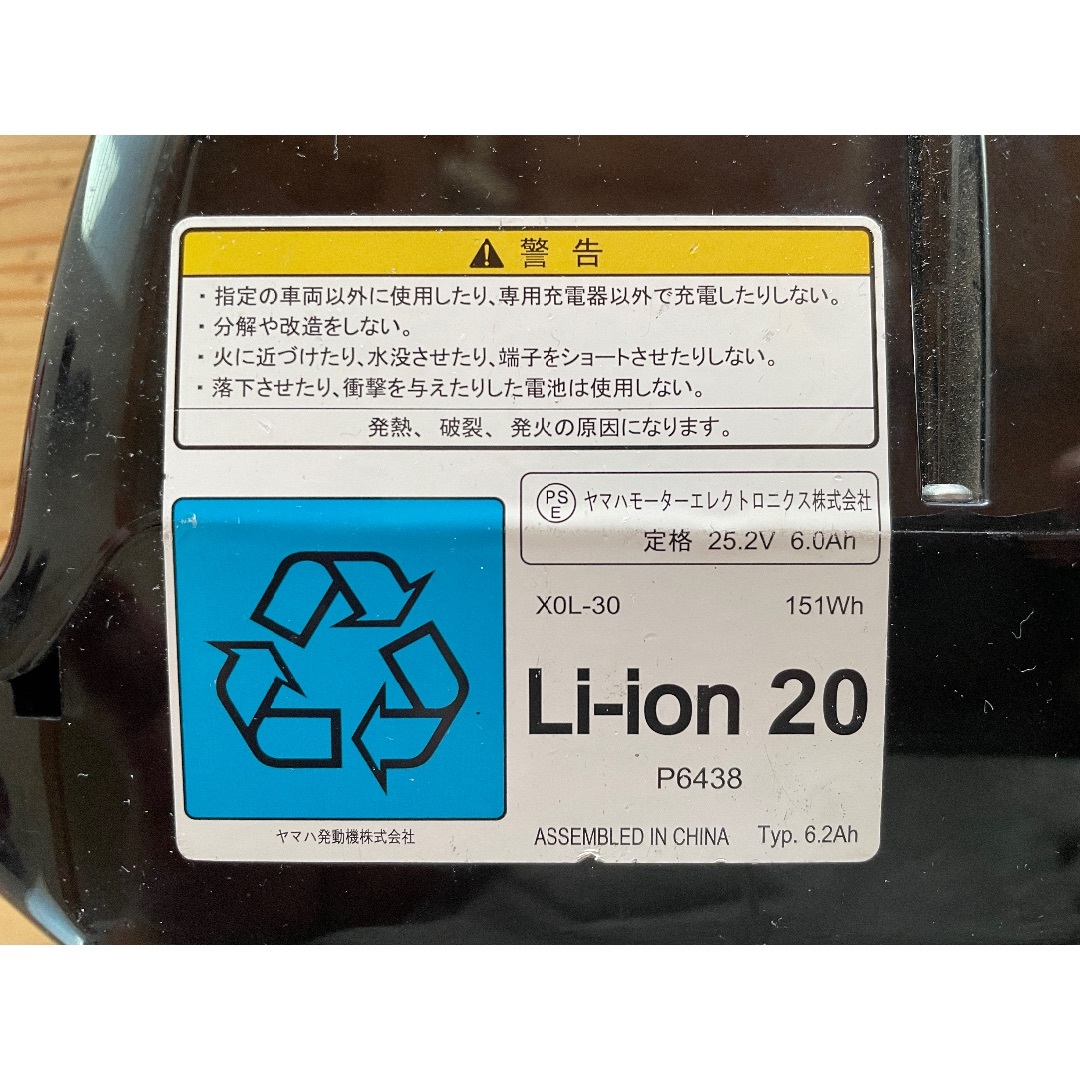 警告
・指定の車両以外に使用したり、専用充電器以外で充電したりしない。
・分解や改造をしない。
・火に近づけたり、水没させたり、端子をショートさせたりしない。
・落下させたり、衝撃を与えたりした電池は使用しない。
発熱、破裂、発火の原因になります。
PSE ヤマハモーターエレクトロニクス株式会社
定格 25.2V 6.0Ah
X0L-30 151Wh
Li-ion 20
P6438
ヤマハ発動機株式会社
ASSEMBLED IN CHINA Typ. 6.2Ah